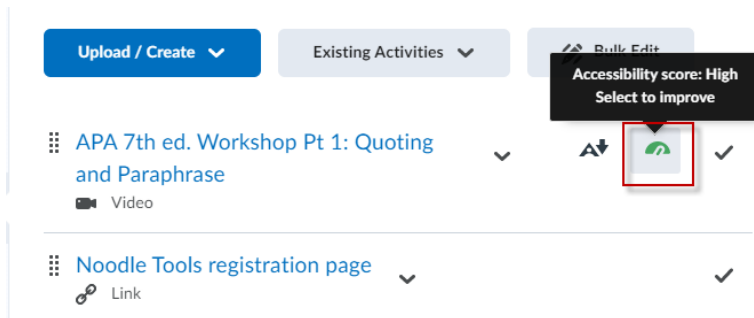 Upload / Create
Existing Activities
Bulk Edit
Accessibility score: High
Select to improve
APA 7th ed. Workshop Pt 1: Quoting
and Paraphrase
Video
Noodle Tools registration page
Link